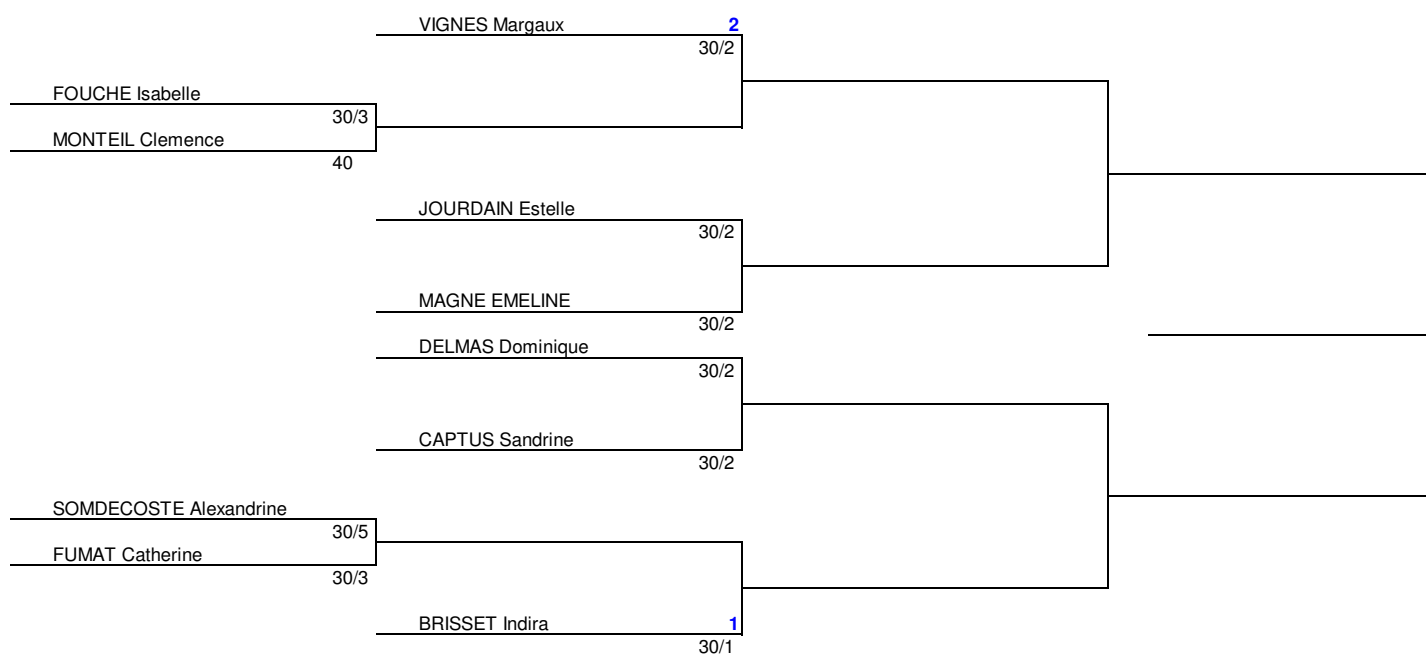 VIGNES Margaux 2
30/2
FOUCHE Isabelle
30/3
MONTEIL Clemence
40
JOURDAIN Estelle
30/2
MAGNE EMELINE
30/2
DELMAS Dominique
30/2
CAPTUS Sandrine
30/2
SOMDECOSTE Alexandrine
30/5
FUMAT Catherine
30/3
BRISSET Indira 1
30/1